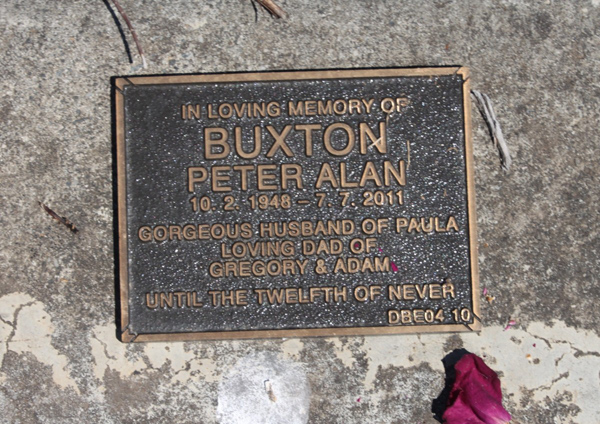 IN LOVING MEMORY OF
BUXTON
PETER ALAN
10. 2. 1948 – 7. 7. 2011
GORGEOUS HUSBAND OF PAULA
LOVING DAD OF
GREGORY & ADAM
UNTIL THE TWELFTH OF NEVER
DBE04 10